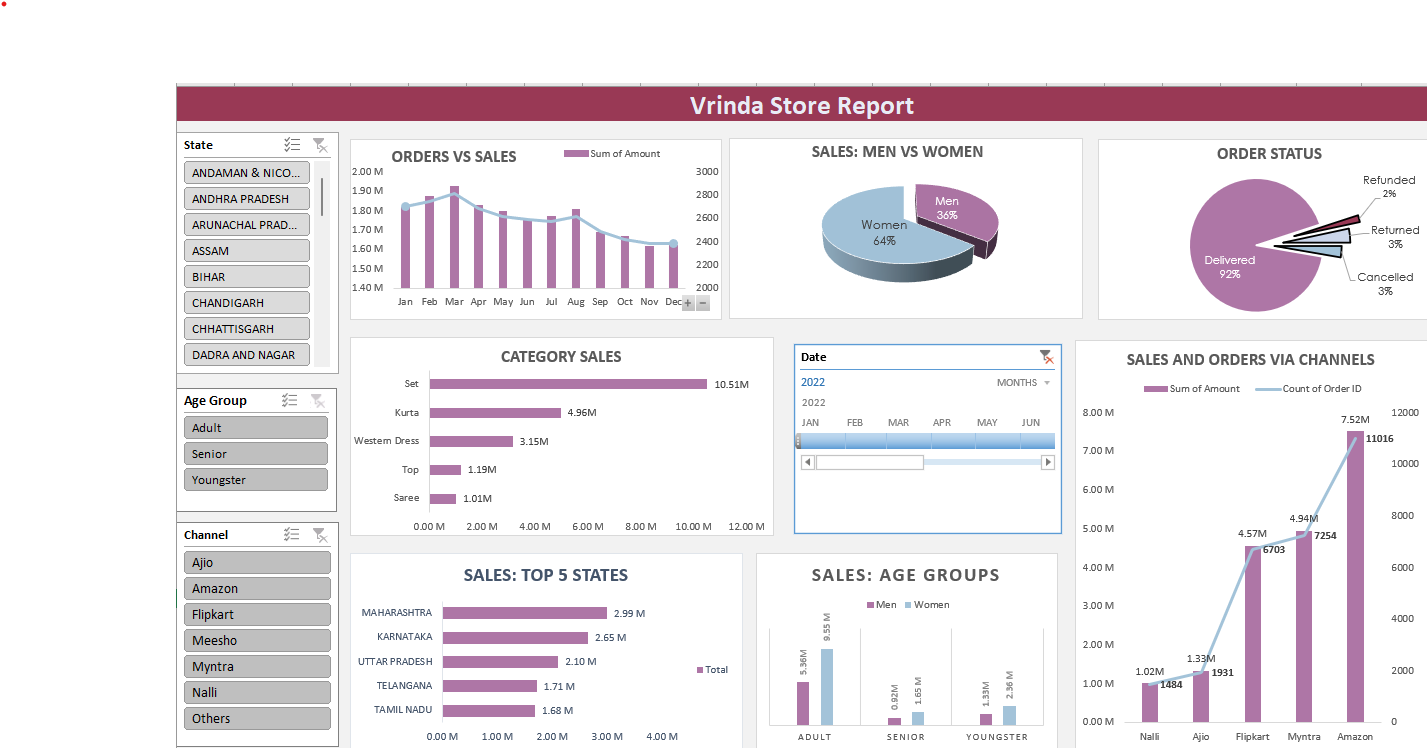 Vrinda Store Report
State
ANDAMAN & NICO...
ANDHRA PRADESH
ARUNACHAL PRAD...
ASSAM
BIHAR
CHANDIGARH
CHHATTISGARH
DADRA AND NAGAR
Age Group
Adult
Senior
Youngster
Channel
Ajio
Amazon
Flipkart
Meesho
Myntra
Nalli
Others
ORDERS VS SALES
Sum of Amount
2.00 M
1.90 M
1.80 M
1.70 M
1.60 M
1.50 M
1.40 M
3000
2800
2600
2400
2200
2000
Jan Feb Mar Apr May Jun Jul Aug Sep Oct Nov Dec
SALES: MEN VS WOMEN
Men
36%
Women
64%
ORDER STATUS
Refunded
2%
Returned
3%
Cancelled
3%
Delivered
92%
CATEGORY SALES
Set 10.51M
Kurta 4.96M
Western Dress 3.15M
Top 1.19M
Saree 1.01M
0.00 M 2.00 M 4.00 M 6.00 M 8.00 M 10.00 M 12.00 M
Date
2022 MONTHS
2022
JAN FEB MAR APR MAY JUN
SALES AND ORDERS VIA CHANNELS
Sum of Amount Count of Order ID
8.00 M
7.00 M
6.00 M
5.00 M
4.00 M
3.00 M
2.00 M
1.00 M
0.00 M
1.02M
1484
1.33M
1931
4.57M
6703
4.94M
7254
7.52M
11016
12000
10000
8000
6000
4000
2000
0
Nalli Ajio Flipkart Myntra Amazon
SALES: TOP 5 STATES
MAHARASHTRA 2.99 M
KARNATAKA 2.65 M
UTTAR PRADESH 2.10 M
TELANGANA 1.71 M
TAMIL NADU 1.68 M
Total
0.00 M 1.00 M 2.00 M 3.00 M 4.00 M
SALES: AGE GROUPS
Men Women
5.36M
9.55 M
0.92M
1.65 M
1.33M
2.36 M
ADULT SENIOR YOUNGSTER